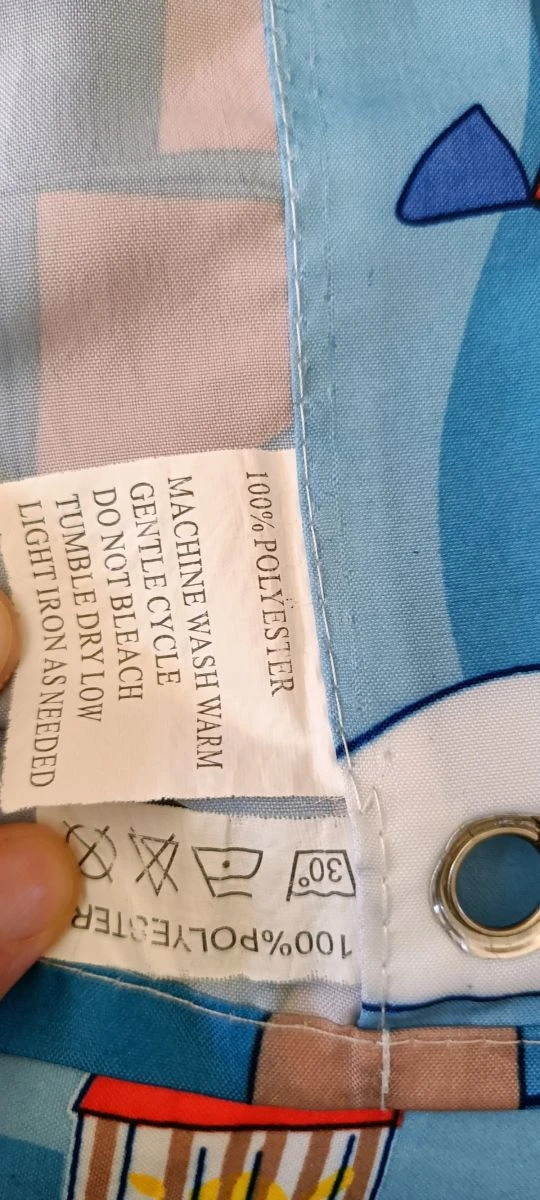 100% POLYESTER
MACHINE WASH WARM
GENTLE CYCLE
DO NOT BLEACH
TUMBLE DRY LOW
LIGHT IRON AS NEEDED
100%POLYESTER
30°